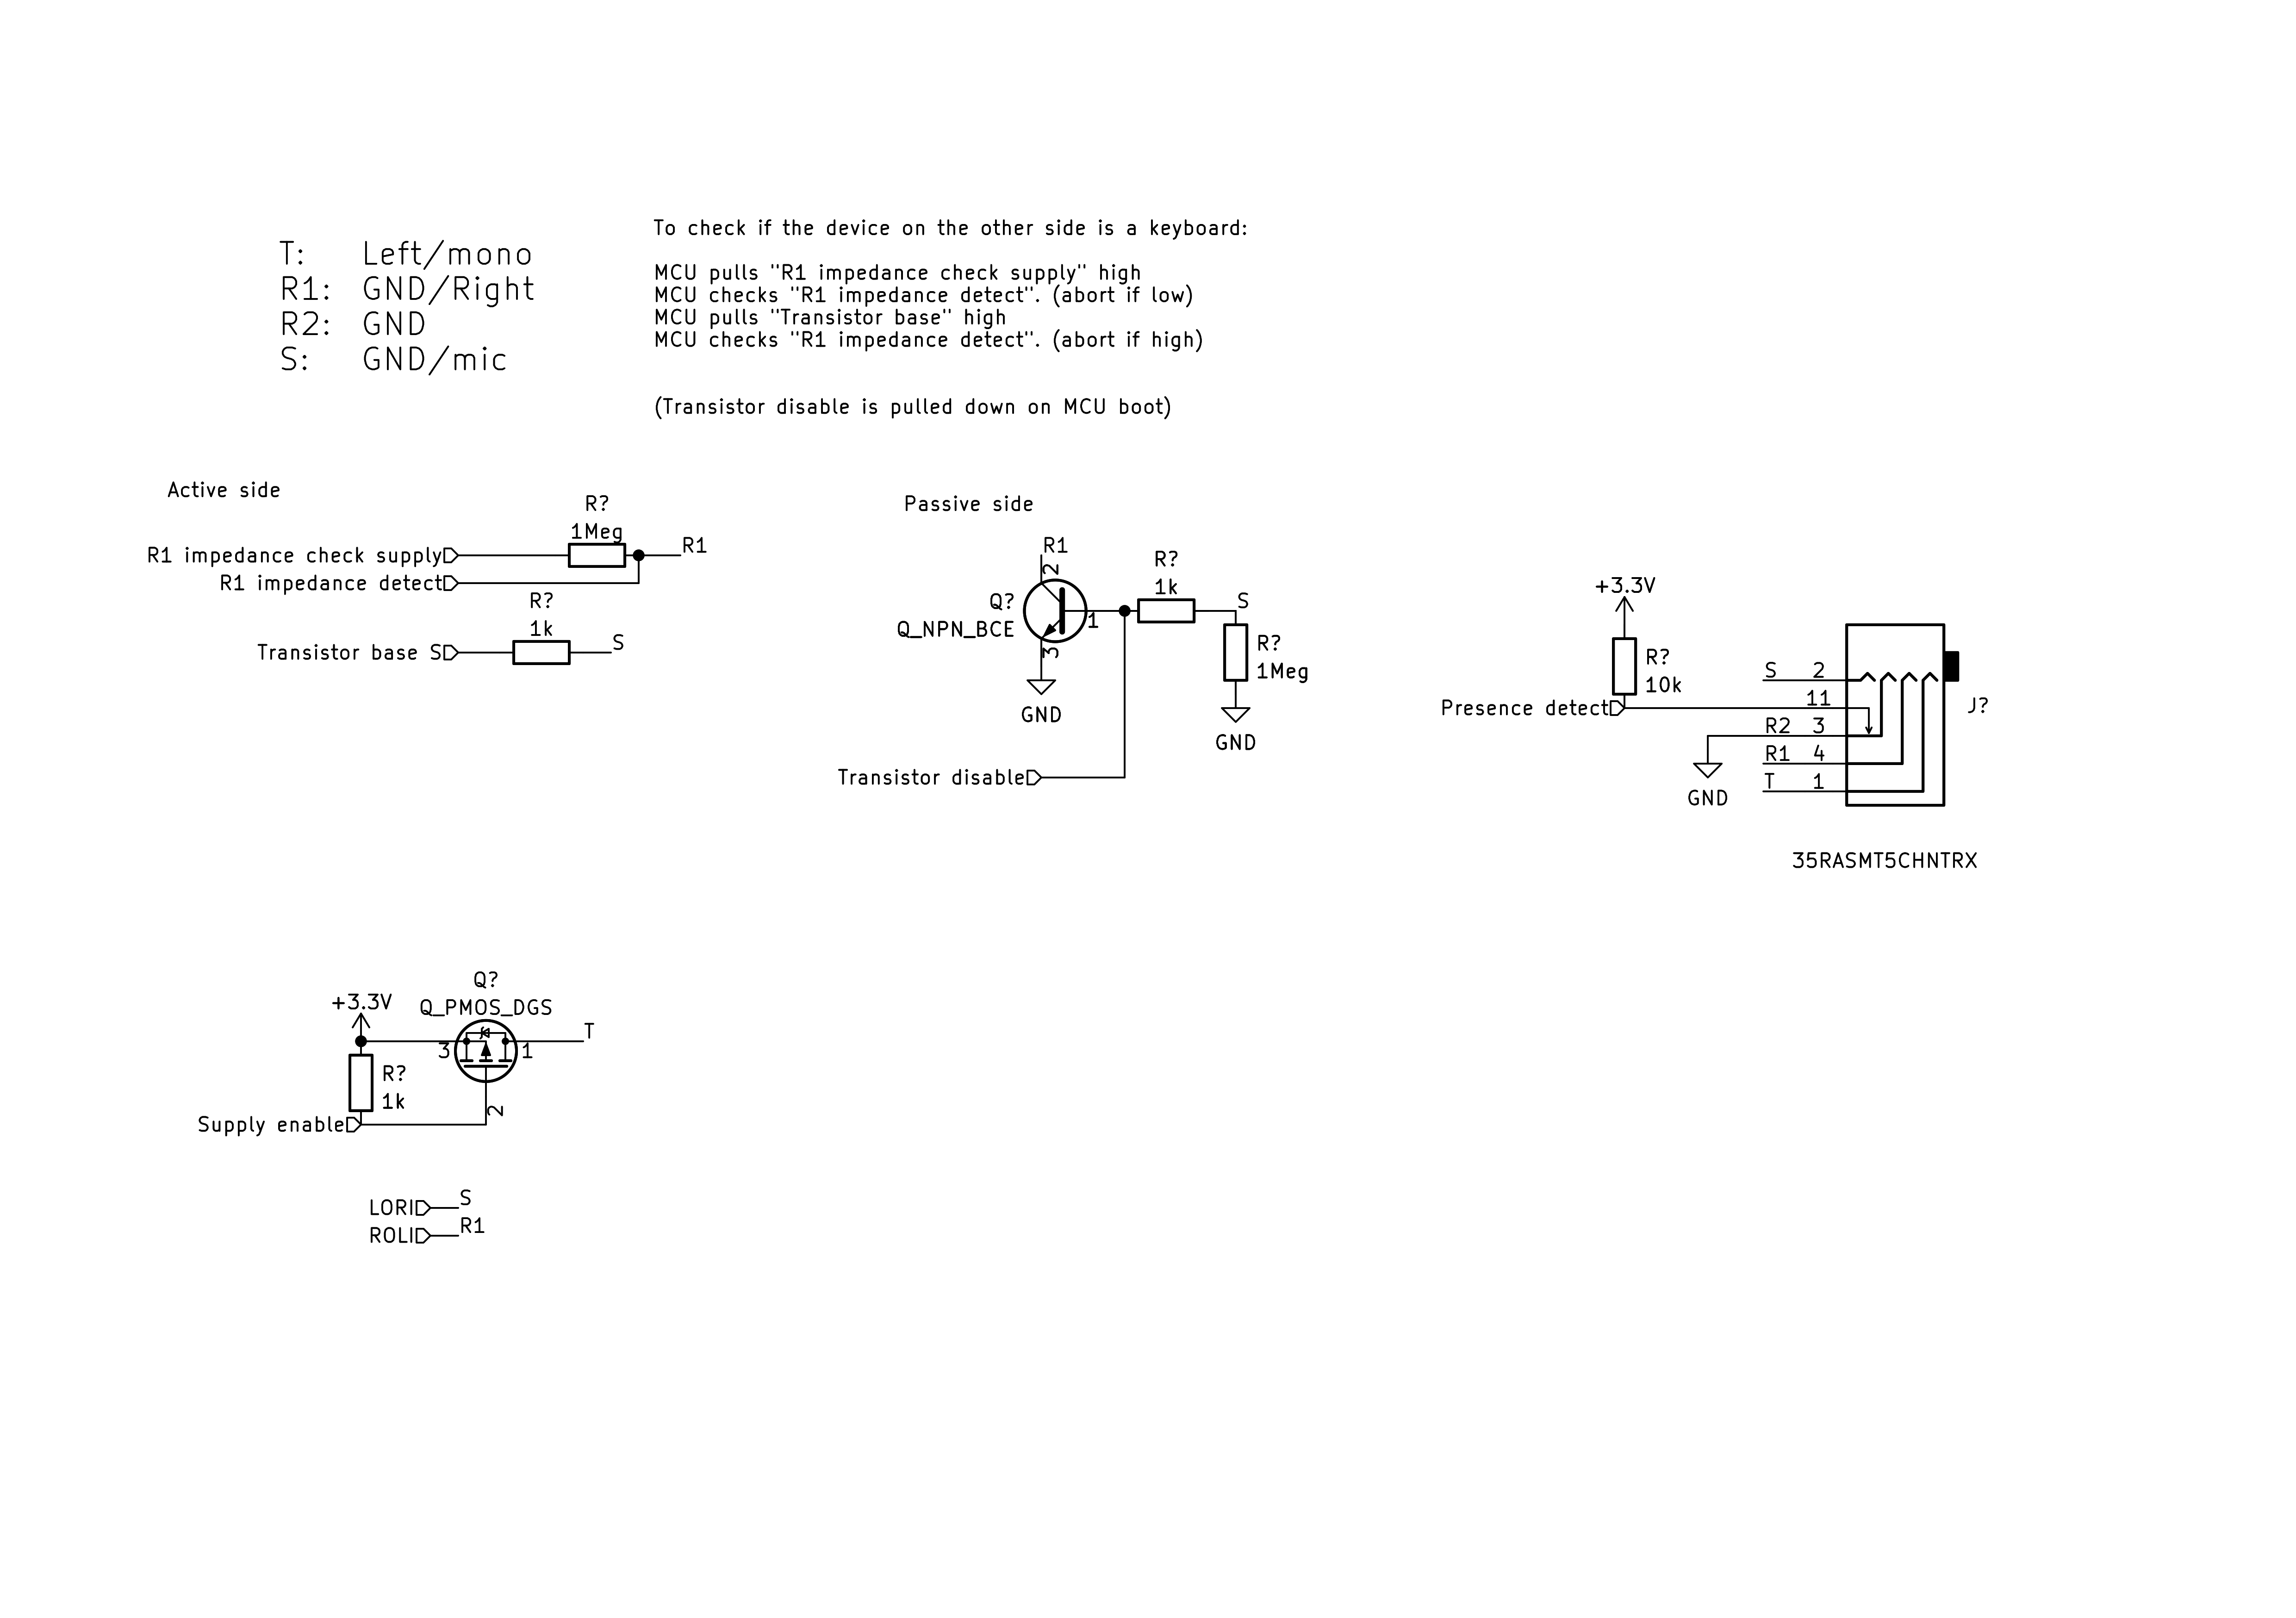 T: Left/mono
R1: GND/Right
R2: GND
S: GND/mic
To check if the device on the other side is a keyboard:
MCU pulls "R1 impedance check supply" high
MCU checks "R1 impedance detect". (abort if low)
MCU pulls "Transistor base" high
MCU checks "R1 impedance detect". (abort if high)
(Transistor disable is pulled down on MCU boot)
Active side
R?
1Meg
R1 impedance check supply
R1
R1 impedance detect
R?
1k
Transistor base S
S
Passive side
R1
2
Q?
Q_NPN_BCE
1
3
GND
R?
1k
S
R?
1Meg
GND
Transistor disable
+3.3V
R?
10k
Presence detect
S 2
11
R2 3
R1 4
T 1
GND
J?
35RASMT5CHNTRX
Q?
Q_PMOS_DGS
+3.3V
T
3
1
R?
1k
2
Supply enable
LORI
S
ROLI
R1